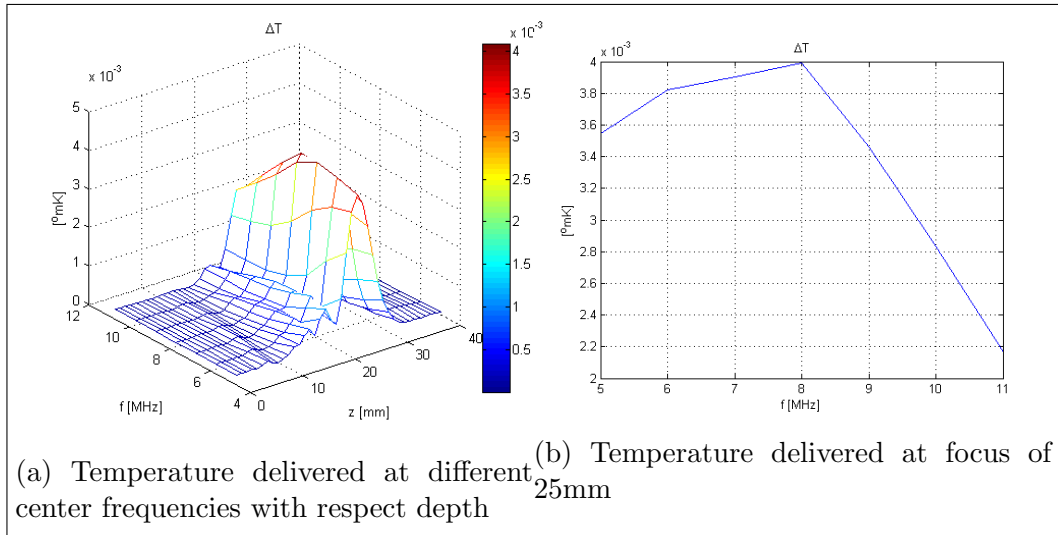 ΔT
x 10⁻³
5
4
3
2
1
0
[ºmK]
12
10
8
6
4
f [MHz]
0
10
20
30
40
z [mm]
x 10⁻³
4
3.5
3
2.5
2
1.5
1
0.5
ΔT
x 10⁻³
4
3.8
3.6
3.4
3.2
3
2.8
2.6
2.4
2.2
2
[ºmK]
5 6 7 8 9 10 11
f [MHz]
(a) Temperature delivered at different
center frequencies with respect depth
(b) Temperature delivered at focus of
25mm